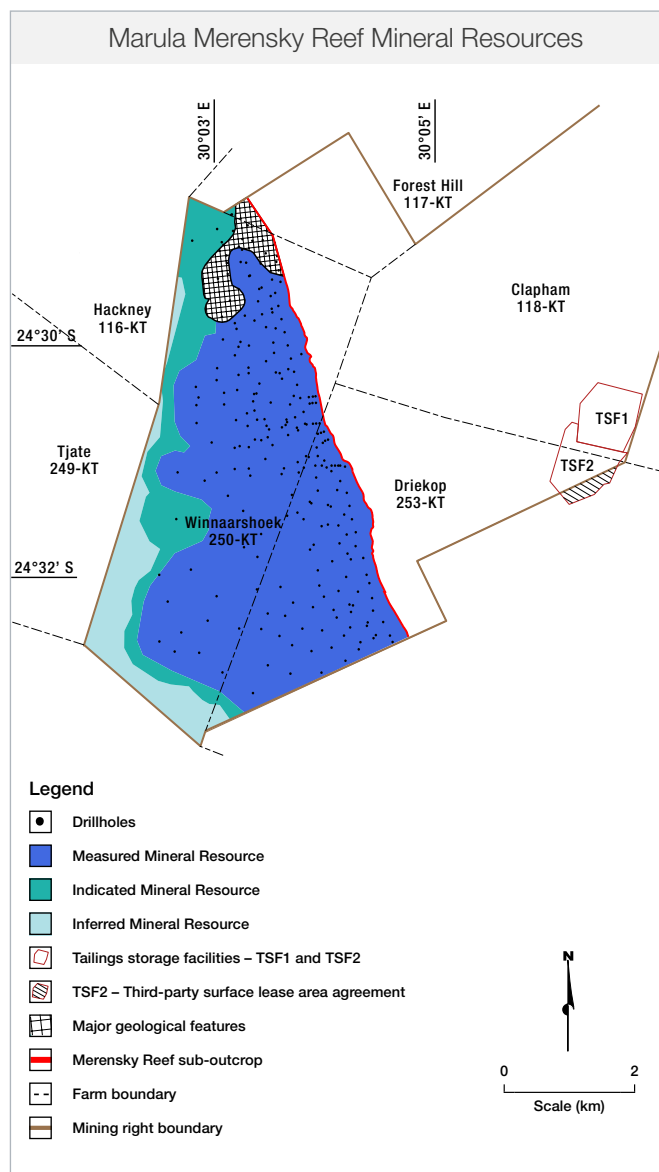 Marula Merensky Reef Mineral Resources
30°03' E
30°05' E
Forest Hill
117-KT
Clapham
118-KT
Hackney
116-KT
24°30' S
TSF1
TSF2
Tjate
249-KT
Driekop
253-KT
Winnaarshoek
250-KT
24°32' S
Legend
Drillholes
Measured Mineral Resource
Indicated Mineral Resource
Inferred Mineral Resource
Tailings storage facilities – TSF1 and TSF2
TSF2 – Third-party surface lease area agreement
Major geological features
Merensky Reef sub-outcrop
Farm boundary
Mining right boundary
N
0 2
Scale (km)